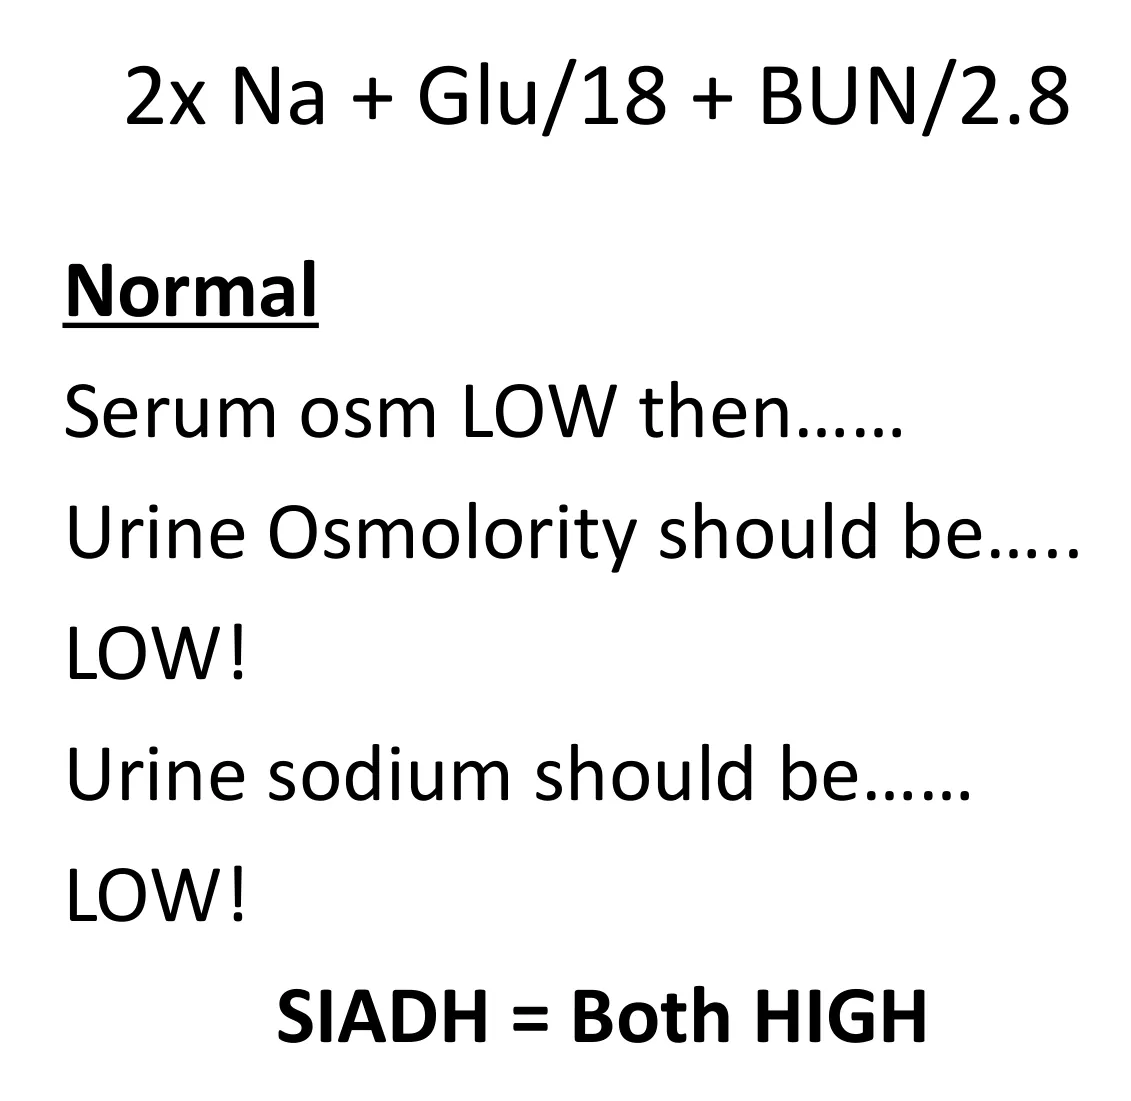 2x Na + Glu/18 + BUN/2.8
Normal
Serum osm LOW then……
Urine Osmolority should be…..
LOW!
Urine sodium should be……
LOW!
SIADH = Both HIGH